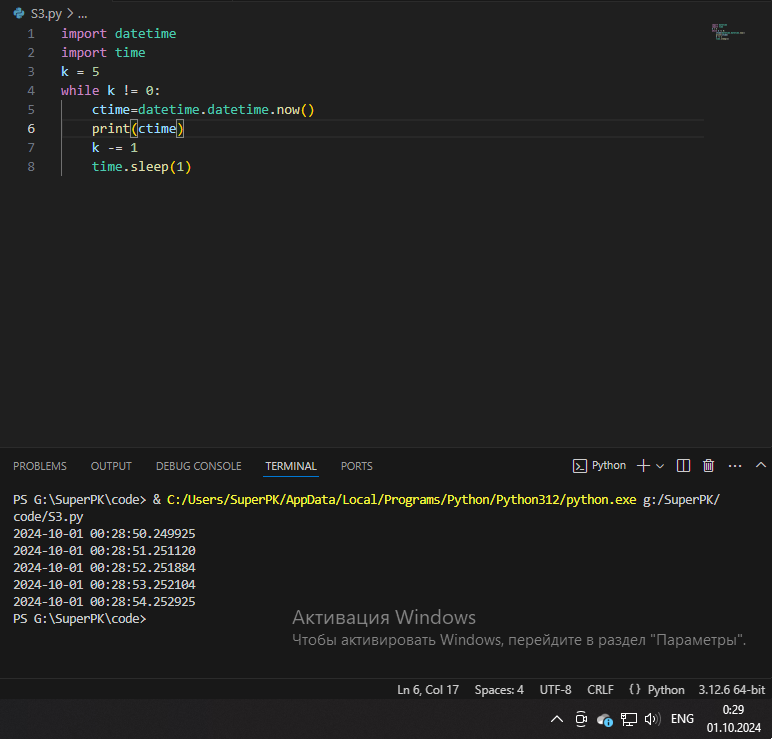 S3.py > ...
1 import datetime
2 import time
3 k = 5
4 while k != 0:
5     ctime=datetime.datetime.now()
6     print(ctime)
7     k -= 1
8     time.sleep(1)
PROBLEMS OUTPUT DEBUG CONSOLE TERMINAL PORTS Python
PS G:\SuperPK\code> & C:/Users/SuperPK/AppData/Local/Programs/Python/Python312/python.exe g:/SuperPK/
code/S3.py
2024-10-01 00:28:50.249925
2024-10-01 00:28:51.251120
2024-10-01 00:28:52.251884
2024-10-01 00:28:53.252104
2024-10-01 00:28:54.252925
PS G:\SuperPK\code>
Активация Windows
Чтобы активировать Windows, перейдите в раздел "Параметры".
Ln 6, Col 17 Spaces: 4 UTF-8 CRLF {} Python 3.12.6 64-bit
ENG
0:29
01.10.2024